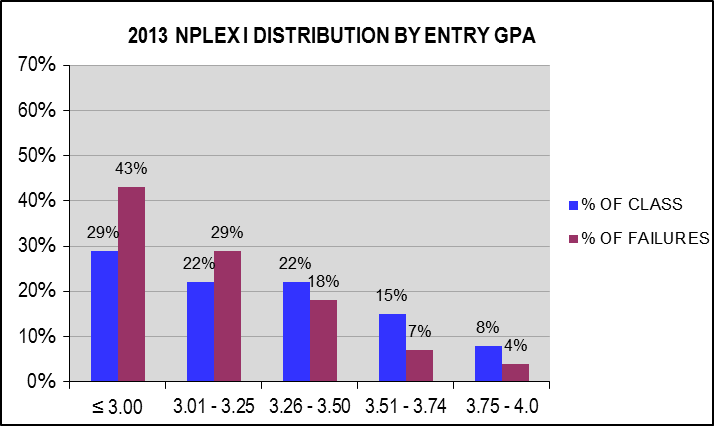 2013 NPLEX I DISTRIBUTION BY ENTRY GPA
70%
60%
50%
40%
30%
20%
10%
0%
29%
43%
22%
29%
22%
18%
15%
7%
8%
4%
≤ 3.00
3.01 - 3.25
3.26 - 3.50
3.51 - 3.74
3.75 - 4.0
% OF CLASS
% OF FAILURES